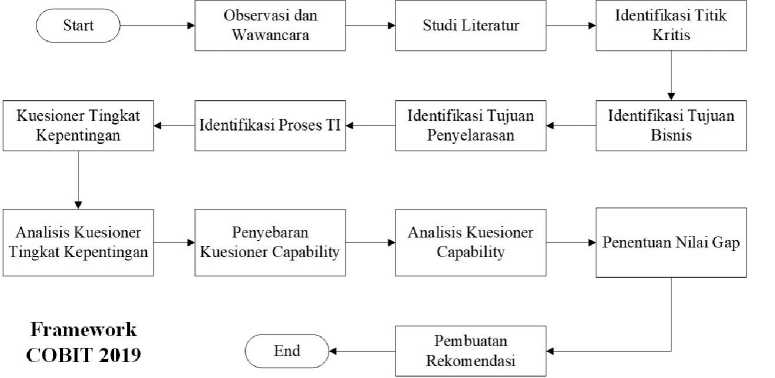 Start
Observasi dan
Wawancara
Studi Literatur
Identifikasi Titik
Kritis
Identifikasi Tujuan
Bisnis
Identifikasi Tujuan
Penyelarasan
Identifikasi Proses TI
Kuesioner Tingkat
Kepentingan
Analisis Kuesioner
Tingkat Kepentingan
Penyebaran
Kuesioner Capability
Analisis Kuesioner
Capability
Penentuan Nilai Gap
Pembuatan
Rekomendasi
End
Framework
COBIT 2019